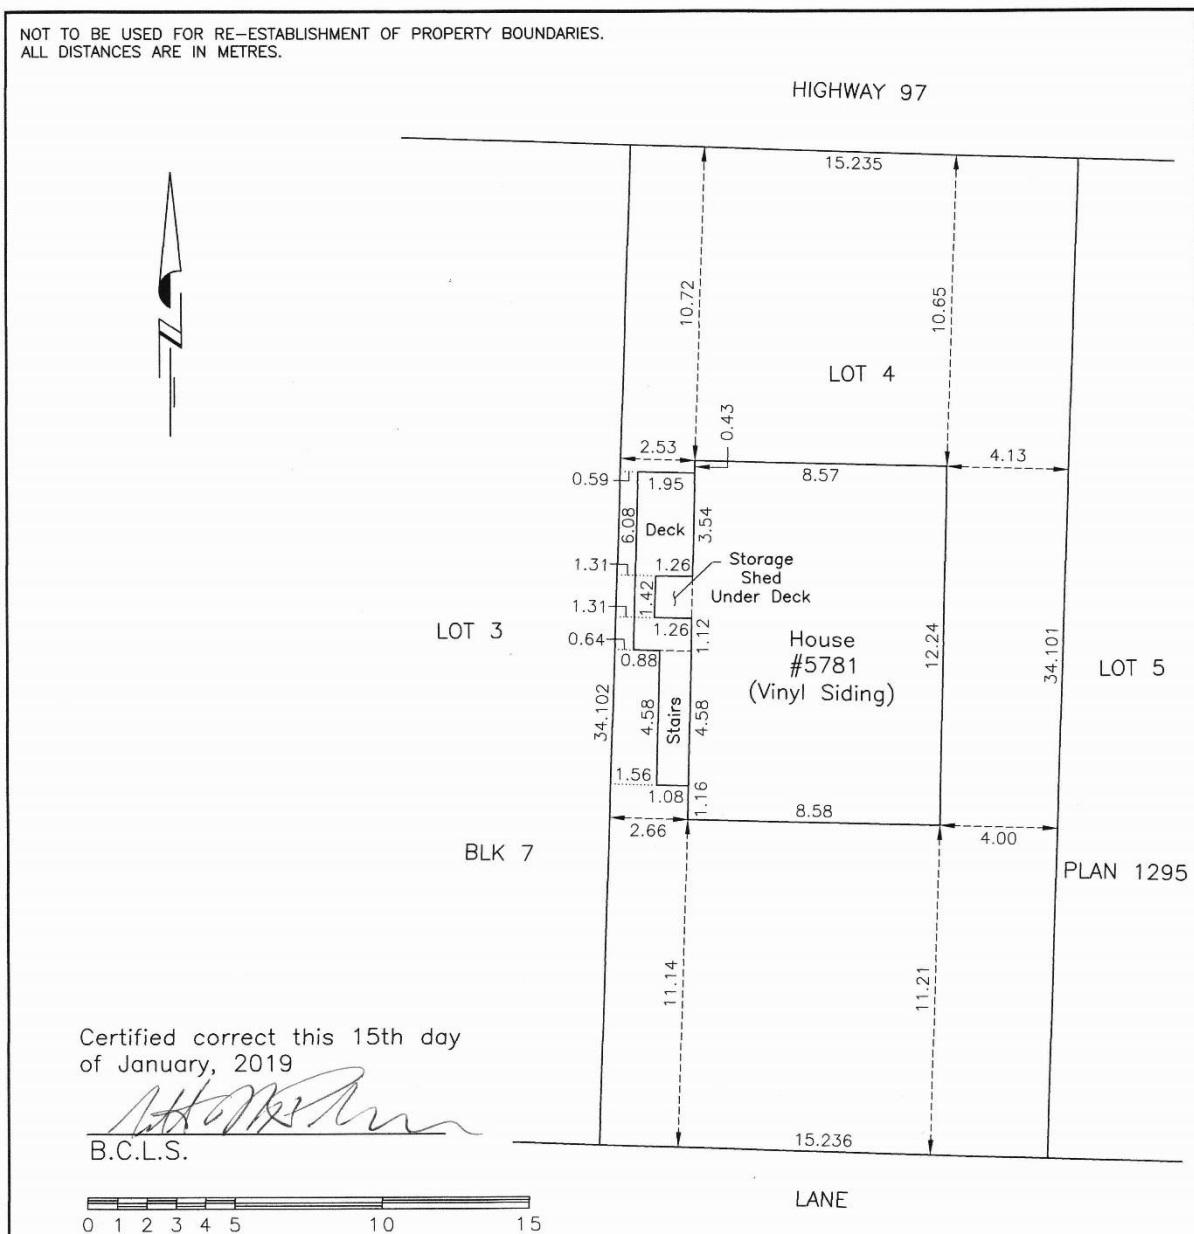 NOT TO BE USED FOR RE-ESTABLISHMENT OF PROPERTY BOUNDARIES.
ALL DISTANCES ARE IN METRES.
HIGHWAY 97
15.235
10.72
10.65
LOT 4
0.43
2.53
8.57
4.13
0.59
1.95
6.08
Deck
3.54
1.31
1.26
Storage
Shed
Under Deck
1.42
1.31
1.26
1.12
LOT 3
0.64
0.88
House
#5781
(Vinyl Siding)
12.24
34.101
LOT 5
34.102
4.58
Stairs
4.58
1.56
1.08
1.16
8.58
2.66
4.00
BLK 7
PLAN 1295
11.14
11.21
Certified correct this 15th day
of January, 2019
B.C.L.S.
15.236
LANE
0 1 2 3 4 5 10 15